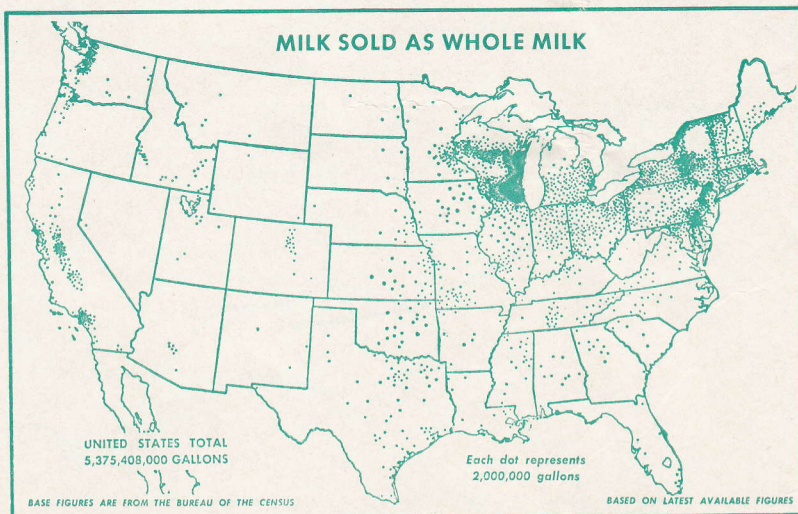 MILK SOLD AS WHOLE MILK
UNITED STATES TOTAL
5,375,408,000 GALLONS
Each dot represents
2,000,000 gallons
BASE FIGURES ARE FROM THE BUREAU OF THE CENSUS
BASED ON LATEST AVAILABLE FIGURES